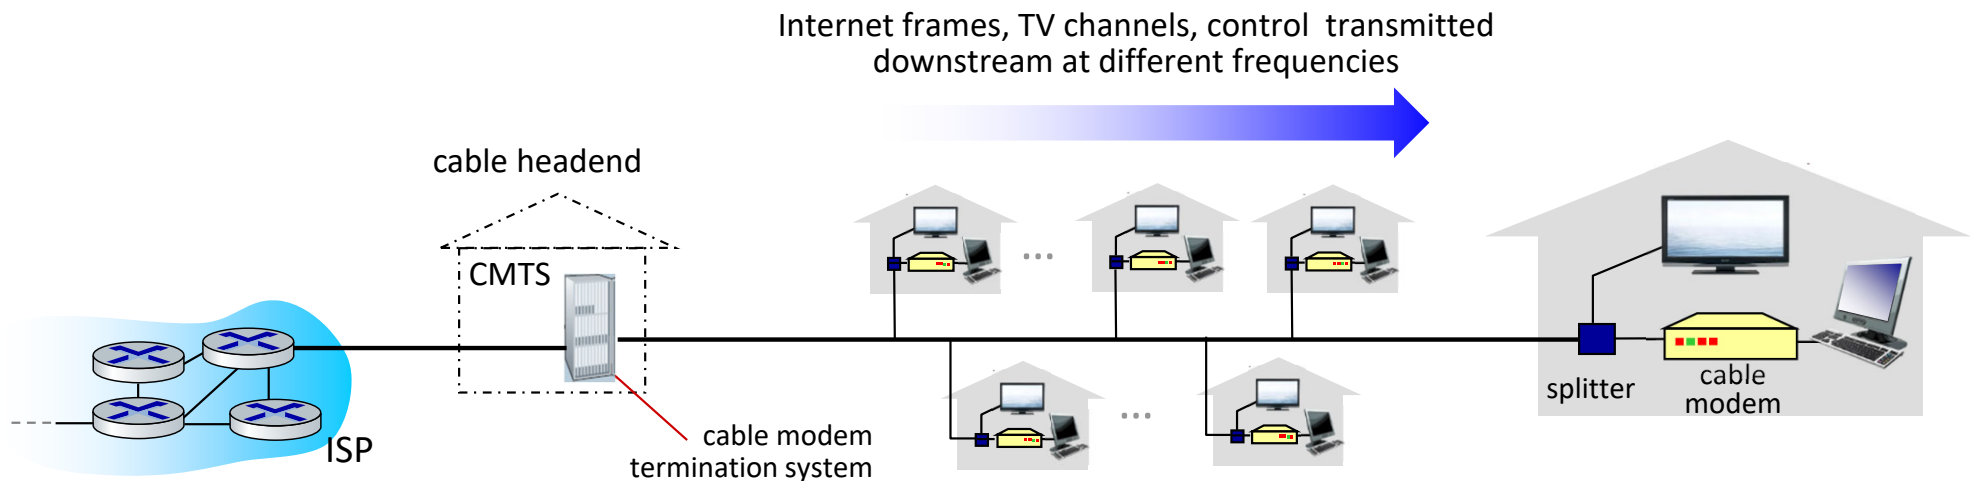 Internet frames, TV channels, control transmitted
downstream at different frequencies
cable headend
CMTS
ISP
cable modem
termination system
splitter
cable
modem